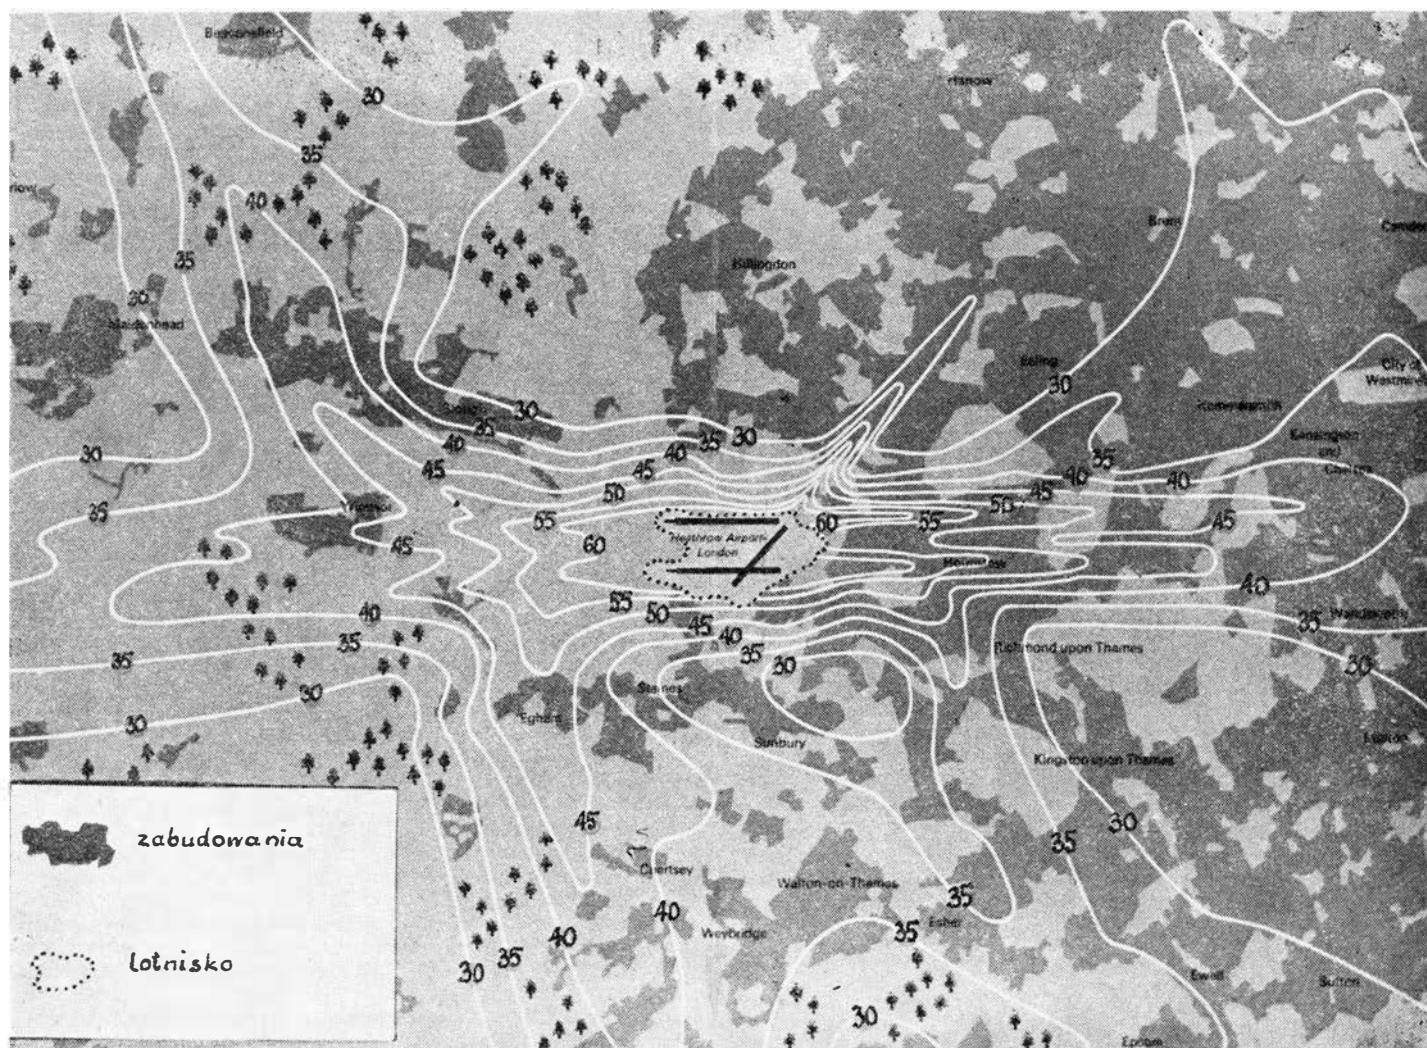 Beaconsfield
30
Harrow
35
40
Brent
Camden
35
Hillingdon
30
Maidenhead
Ealing
30
City of
Hammersmith
30
35
40
35
30
Kensington
and
Chelsea
30
45
45
40
35
40
40
35
50
45
50
45
Windsor
55
55
60
60
Heathrow Airport-
London
45
Hounslow
40
55
50
45
40
35
30
40
35
30
35
30
Wandsworth
35
30
Richmond upon Thames
Staines
Egham
Sunbury
30
Kingston upon Thames
45
30
35
Chertsey
Walton-on-Thames
40
35
35
Esher
Weybridge
40
35
30
Ewell
Sutton
30
Epsom
zabudowania
lotnisko